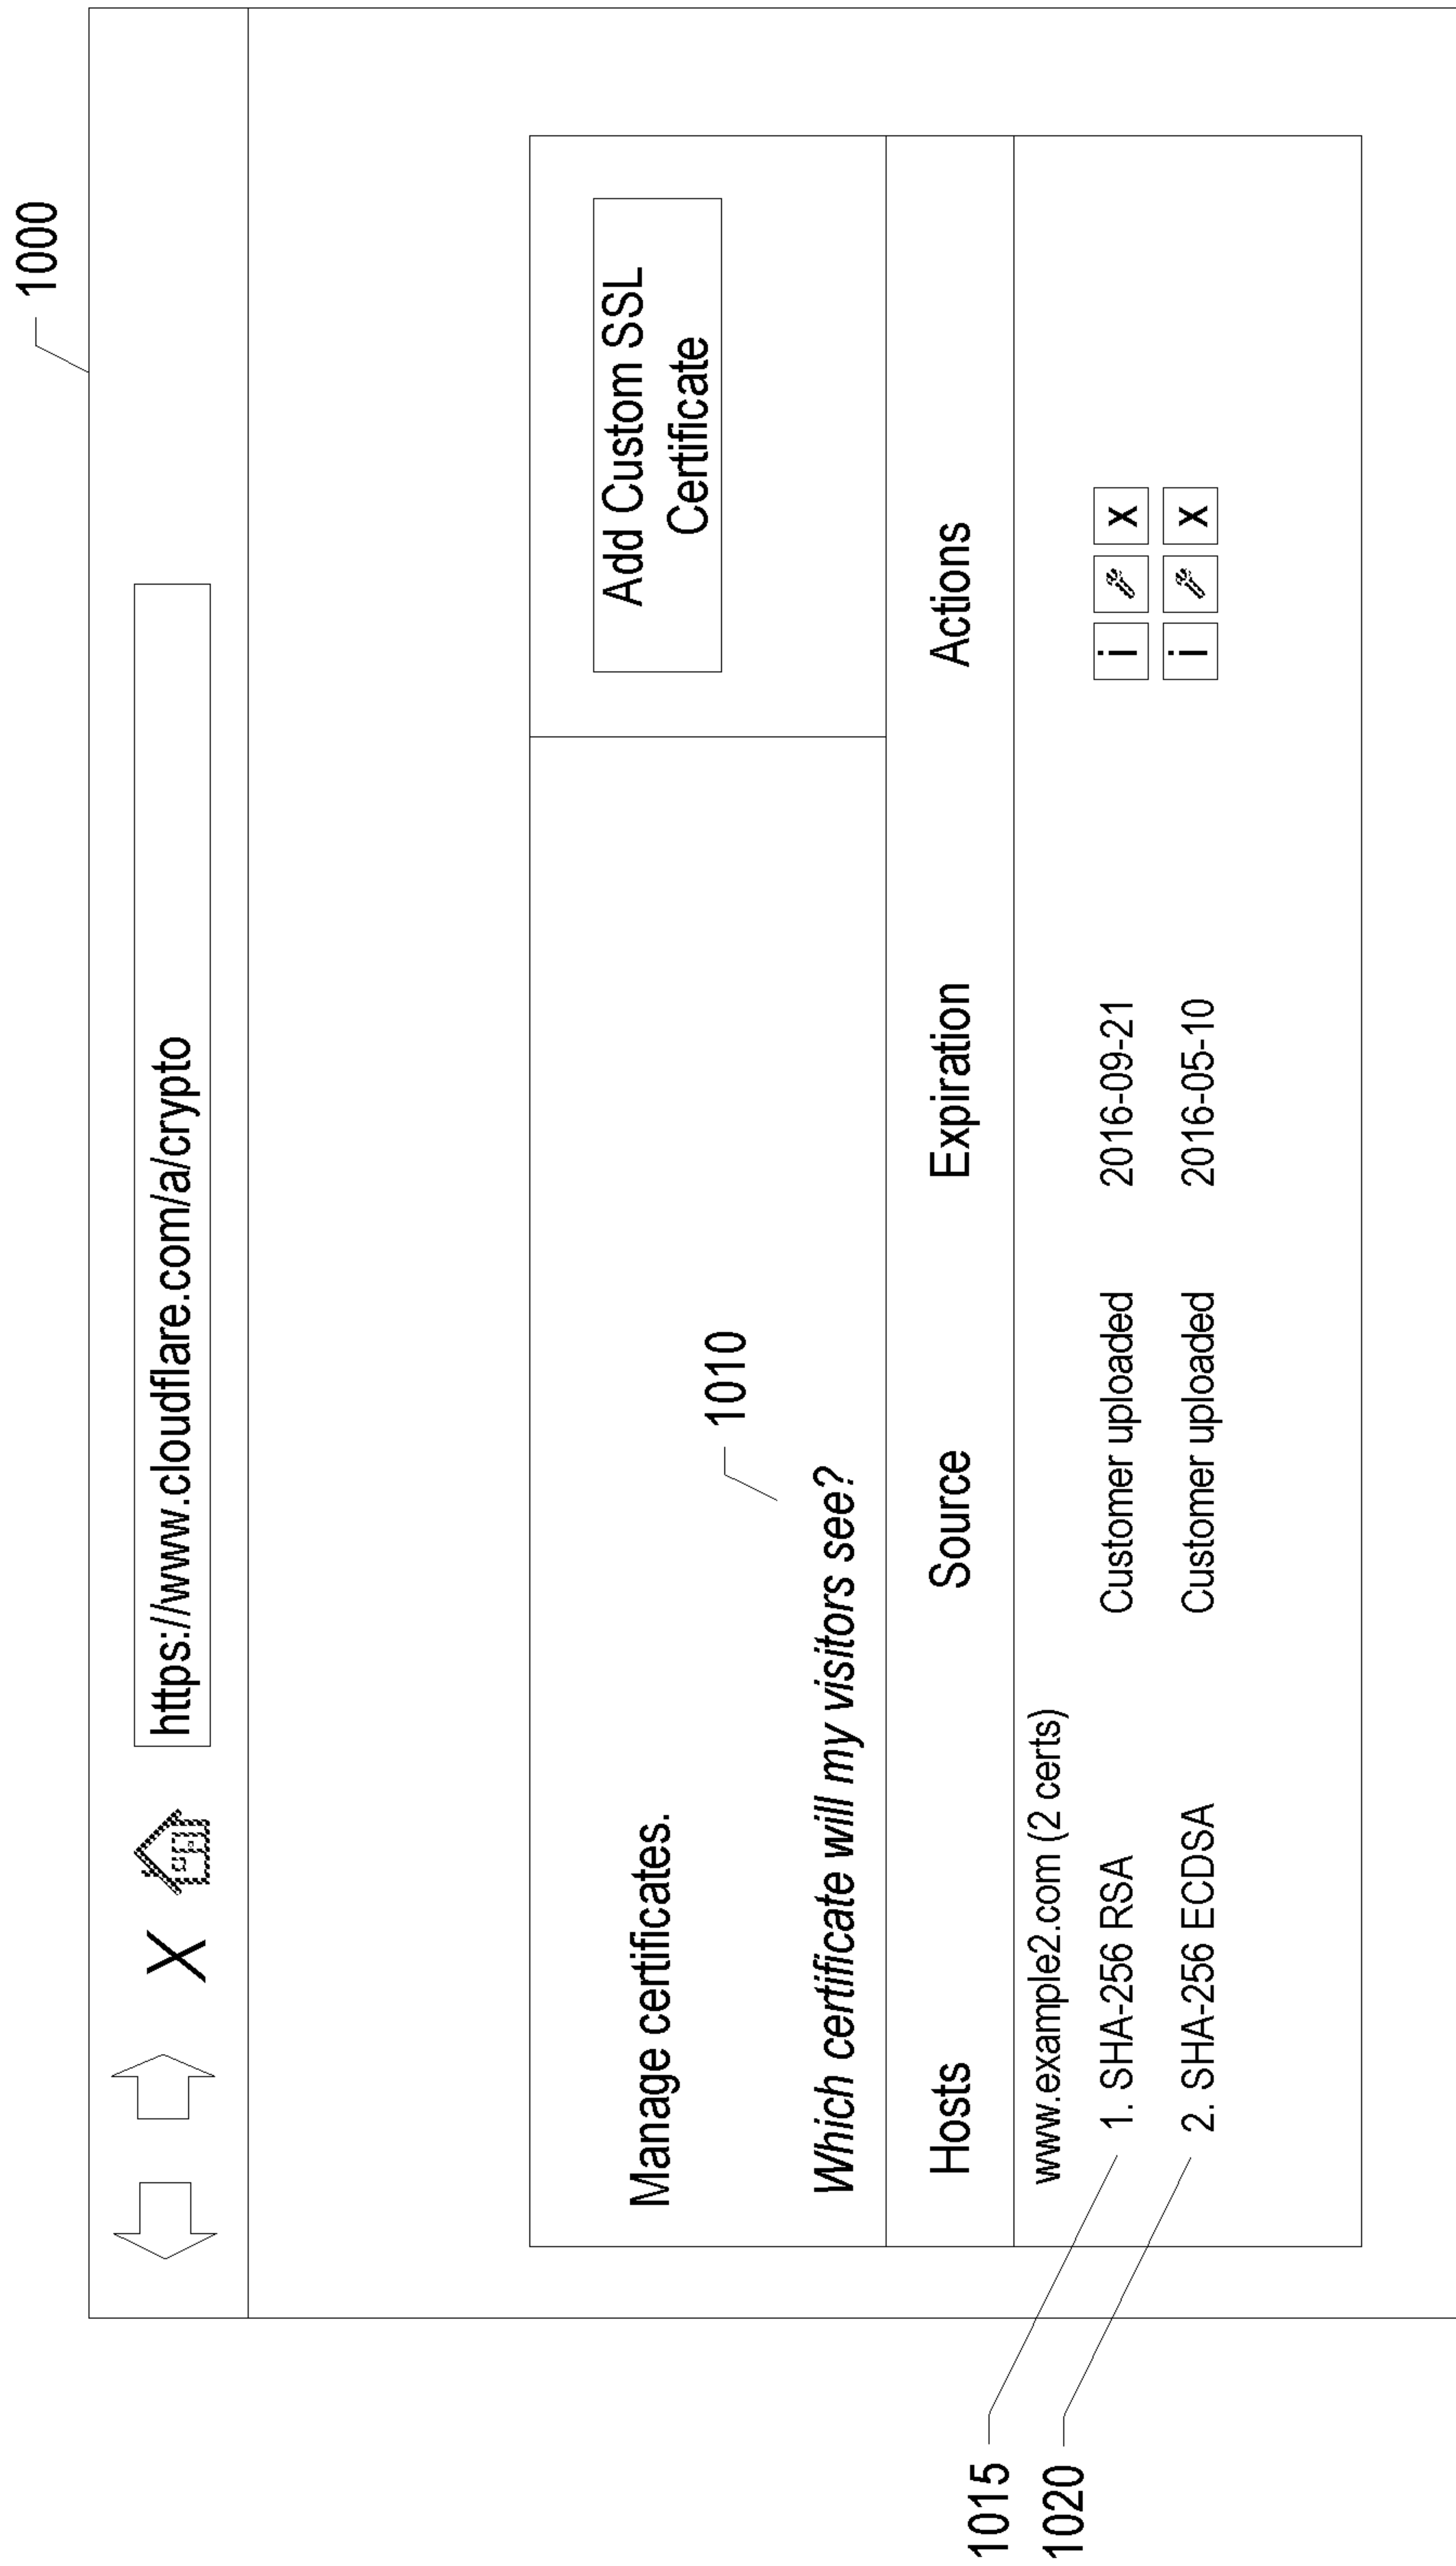 1000
X
https://www.cloudflare.com/a/crypto
Manage certificates.
Add Custom SSL
Certificate
1010
Which certificate will my visitors see?
Hosts Source Expiration Actions
www.example2.com (2 certs)
1015 1. SHA-256 RSA Customer uploaded 2016-09-21 i x
1020 2. SHA-256 ECDSA Customer uploaded 2016-05-10 i x